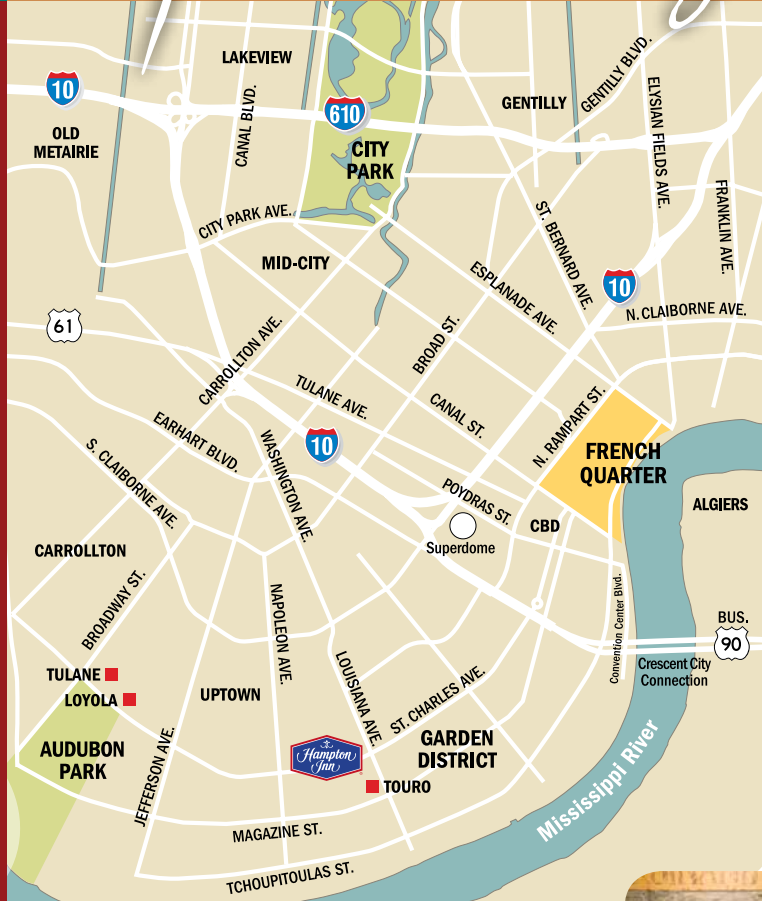 LAKEVIEW
10
OLD
METAIRIE
CANAL BLVD.
610
CITY
PARK
GENTILLY
GENTILLY BLVD.
ELYSIAN FIELDS AVE.
FRANKLIN AVE.
CITY PARK AVE.
ST. BERNARD AVE.
MID-CITY
ESPLANADE AVE.
10
N. CLAIBORNE AVE.
61
CARROLLTON AVE.
BROAD ST.
TULANE AVE.
CANAL ST.
N. RAMPART ST.
EARHART BLVD.
10
WASHINGTON AVE.
FRENCH
QUARTER
S. CLAIBORNE AVE.
POYDRAS ST.
ALGIERS
CBD
Superdome
CARROLLTON
BROADWAY ST.
NAPOLEON AVE.
Convention Center Blvd.
BUS.
90
Crescent City
Connection
TULANE
LOYOLA
UPTOWN
LOUISIANA AVE.
ST. CHARLES AVE.
AUDUBON
PARK
JEFFERSON AVE.
Hampton
Inn
GARDEN
DISTRICT
TOURO
Mississippi River
MAGAZINE ST.
TCHOUPITOULAS ST.